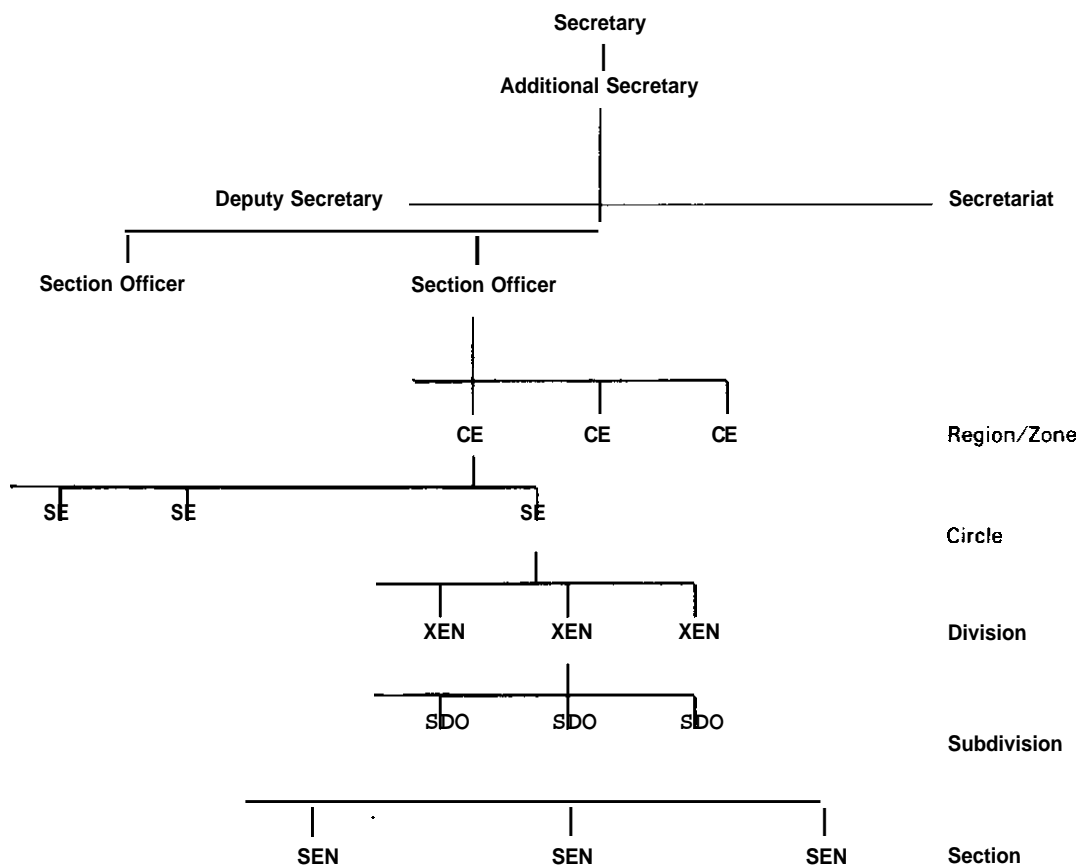 Secretary
Additional Secretary
Deputy Secretary Secretariat
Section Officer Section Officer
CE CE CE Region/Zone
SE SE SE
Circle
XEN XEN XEN Division
SDO SDO SDO
Subdivision
SEN SEN SEN Section